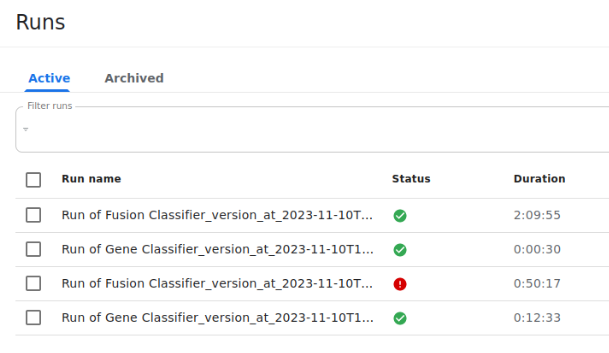 Runs
Active Archived
Filter runs
Run name Status Duration
Run of Fusion Classifier_version_at_2023-11-10T... 2:09:55
Run of Gene Classifier_version_at_2023-11-10T1... 0:00:30
Run of Fusion Classifier_version_at_2023-11-10T... 0:50:17
Run of Gene Classifier_version_at_2023-11-10T1... 0:12:33